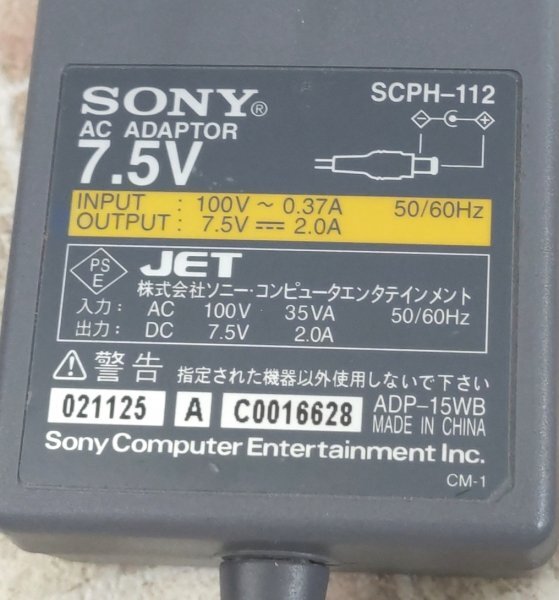 SONY®
SCPH-112
AC ADAPTOR
7.5V
INPUT : 100V ~ 0.37A 50/60Hz
OUTPUT : 7.5V ⎓ 2.0A
PS
E
JET
株式会社ソニー・コンピュータエンタテインメント
入力: AC 100V 35VA 50/60Hz
出力: DC 7.5V 2.0A
⚠警告 指定された機器以外使用しないで下さい
021125 A C0016628 ADP-15WB
MADE IN CHINA
Sony Computer Entertainment Inc.
CM-1